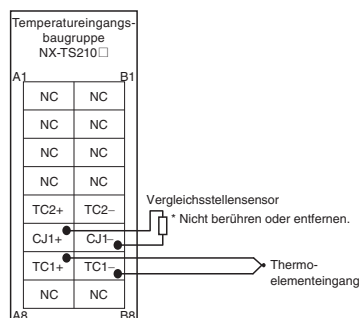 Temperatureingangs-
baugruppe
NX-TS210□
A1 B1
NC NC
NC NC
NC NC
NC NC
TC2+ TC2−
CJ1+ CJ1−
TC1+ TC1−
NC NC
A8 B8
Vergleichsstellensensor
* Nicht berühren oder entfernen.
Thermo-
elementeingang